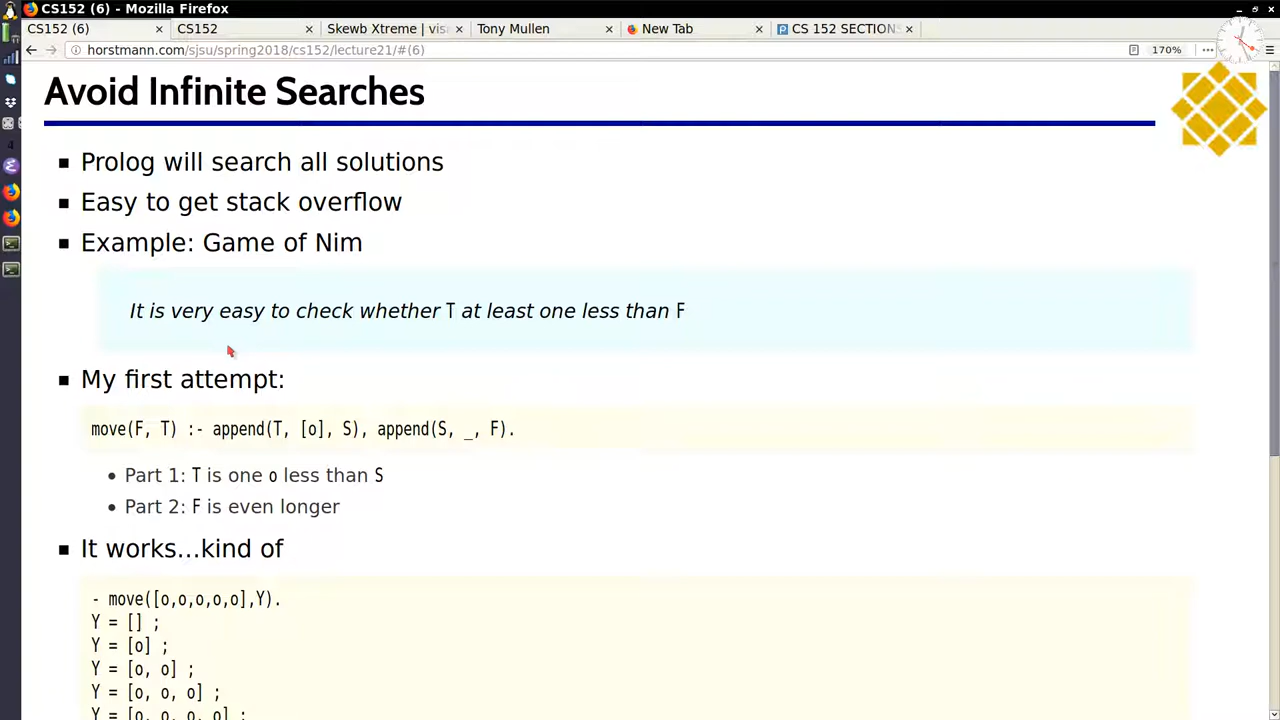 CS152 (6) - Mozilla Firefox
CS152 (6) × CS152 × Skewb Xtreme | vis × Tony Mullen × New Tab × CS 152 SECTION ×
horstmann.com/sjsu/spring2018/cs152/lecture21/#(6) 170%
Avoid Infinite Searches
Prolog will search all solutions
Easy to get stack overflow
Example: Game of Nim
It is very easy to check whether T at least one less than F
My first attempt:
move(F, T) :- append(T, [o], S), append(S, _, F).
Part 1: T is one o less than S
Part 2: F is even longer
It works...kind of
- move([o,o,o,o,o],Y).
Y = [] ;
Y = [o] ;
Y = [o, o] ;
Y = [o, o, o] ;
Y = [o, o, o, o] ;